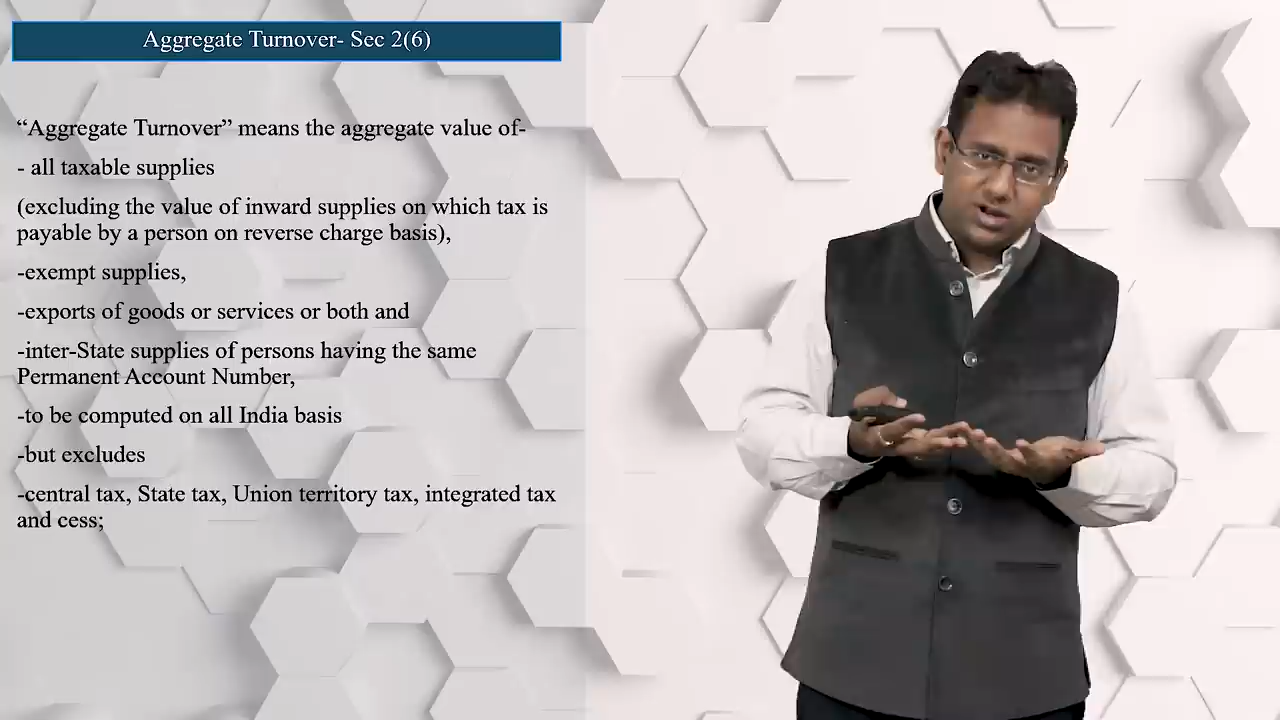 Aggregate Turnover- Sec 2(6)
“Aggregate Turnover” means the aggregate value of-
- all taxable supplies
(excluding the value of inward supplies on which tax is
payable by a person on reverse charge basis),
-exempt supplies,
-exports of goods or services or both and
-inter-State supplies of persons having the same
Permanent Account Number,
-to be computed on all India basis
-but excludes
-central tax, State tax, Union territory tax, integrated tax
and cess;